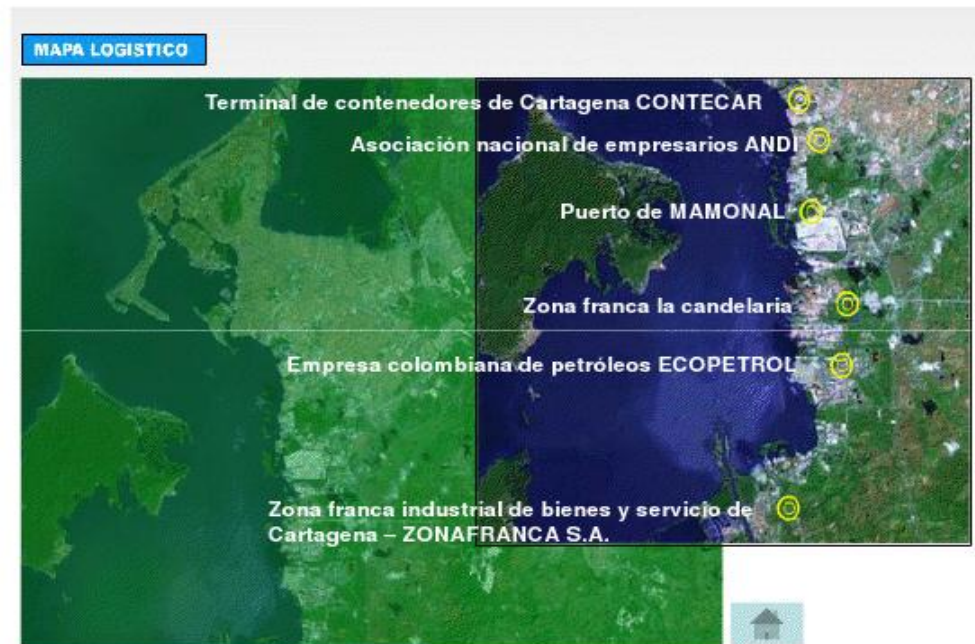 MAPA LOGISTICO
Terminal de contenedores de Cartagena CONTECAR
Asociación nacional de empresarios ANDI
Puerto de MAMONAL
Zona franca la candelaria
Empresa colombiana de petróleos ECOPETROL
Zona franca industrial de bienes y servicio de
Cartagena – ZONAFRANCA S.A.